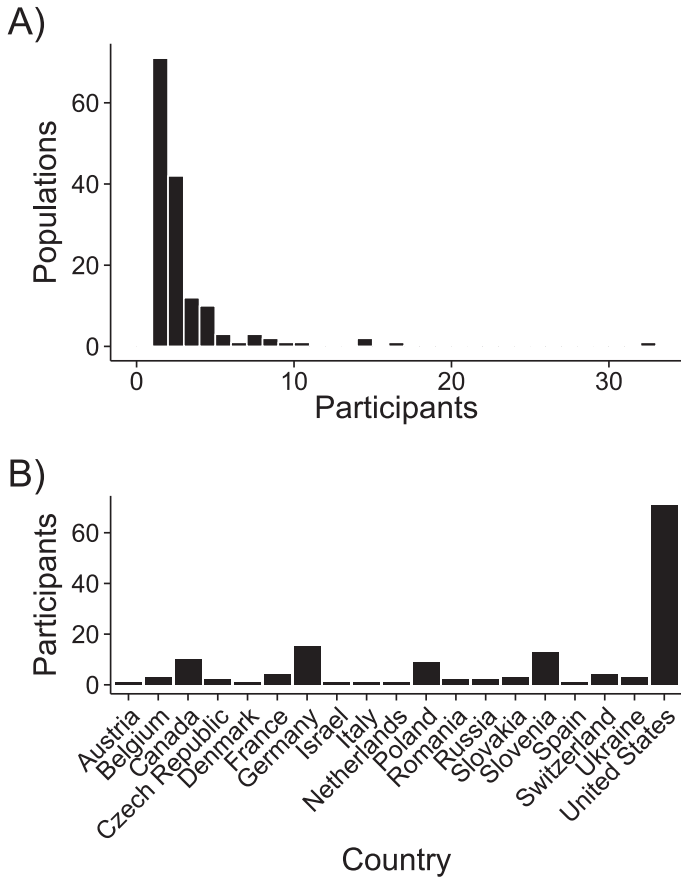 A)
Populations
60
40
20
0
0 10 20 30
Participants
B)
Participants
60
40
20
0
Austria
Belgium
Canada
Czech Republic
Denmark
France
Germany
Israel
Italy
Netherlands
Poland
Romania
Russia
Slovakia
Slovenia
Spain
Switzerland
Ukraine
United States
Country